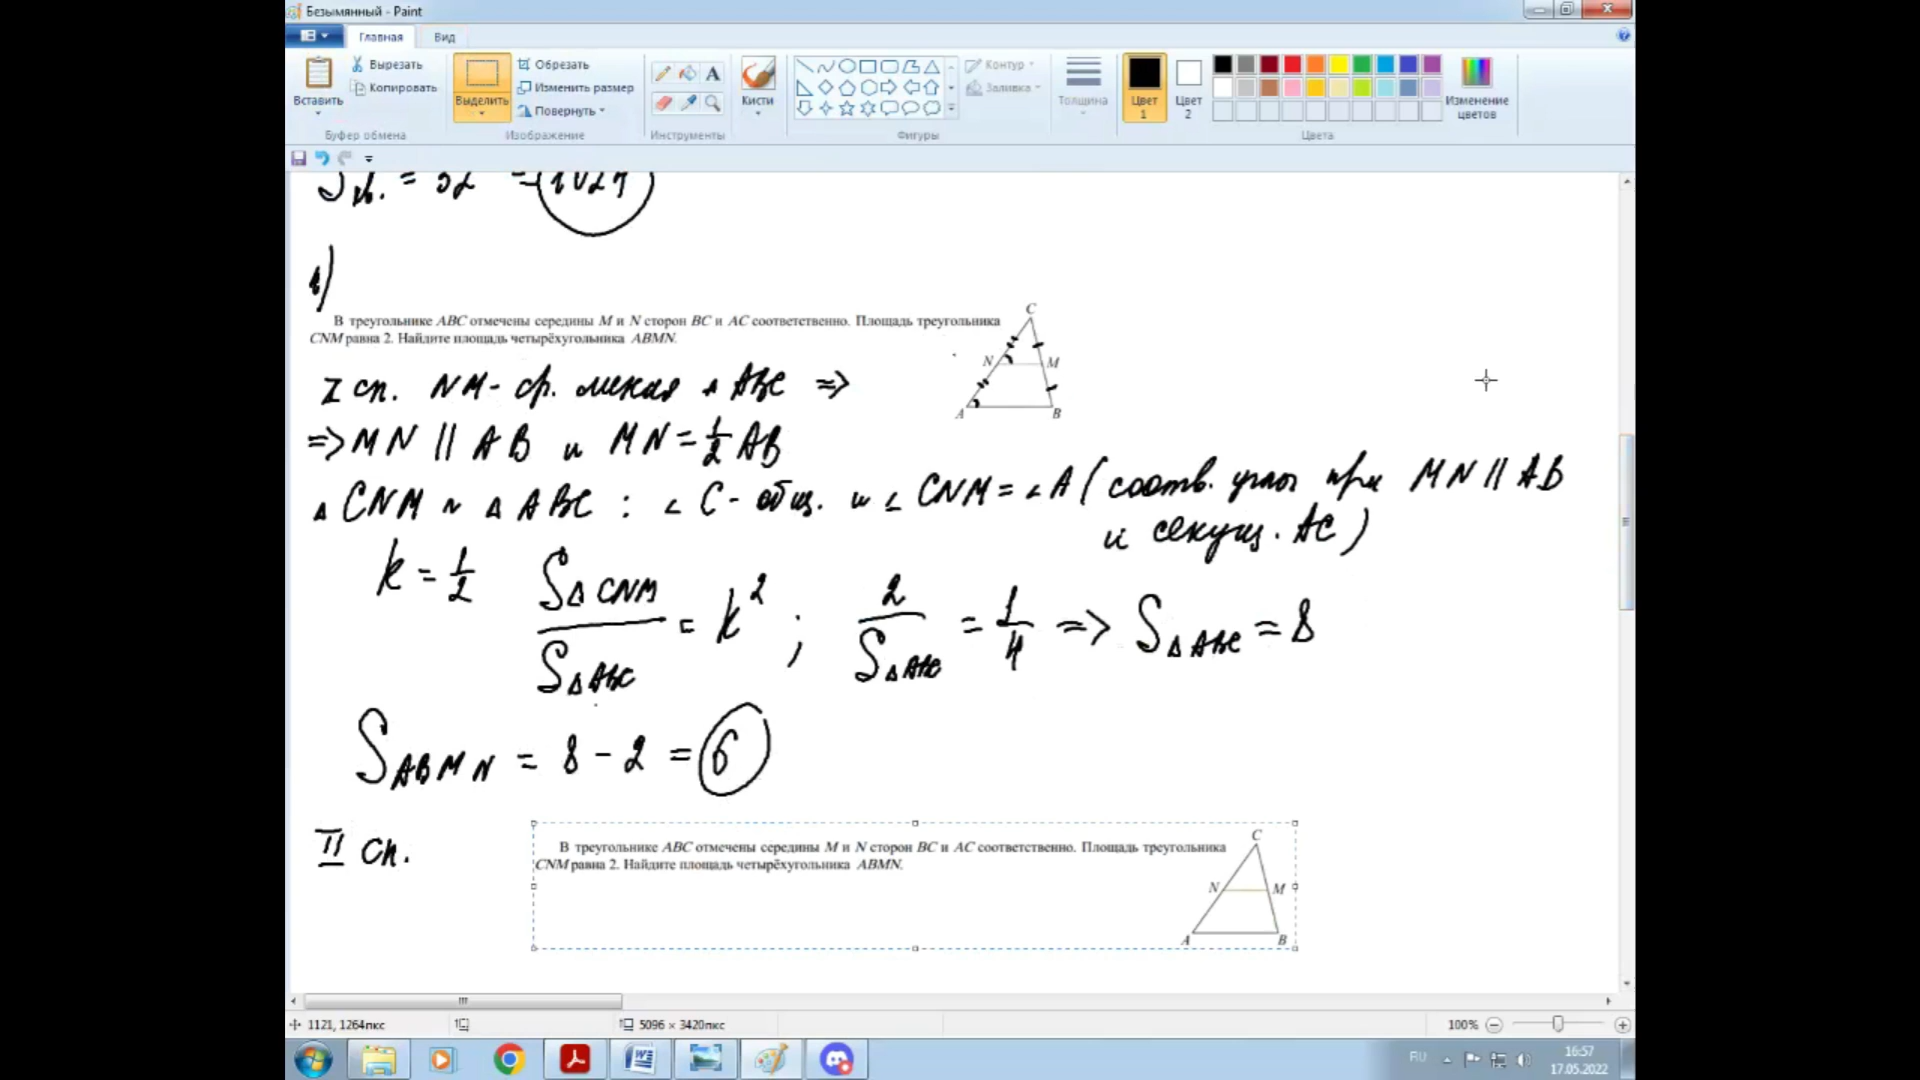 Безымянный - Paint
Главная Вид
Вставить
Вырезать
Копировать
Буфер обмена
Выделить
Обрезать
Изменить размер
Повернуть
Изображение
Инструменты
Кисти
Контур
Заливка
Фигуры
Толщина
Цвет 1
Цвет 2
Изменение цветов
Цвета
В треугольнике ABC отмечены середины M и N сторон BC и AC соответственно. Площадь треугольника
CNM равна 2. Найдите площадь четырёхугольника ABMN.
C
N M
A B
I сп. NM - ср. линия △ ABC =>
=> MN || AB и MN = 1/2 AB
△ CNM ~ △ ABC : ∠ C - общ. и ∠ CNM = ∠ A (соотв. углы при MN || AB
и секущ. AC)
k = 1/2 S△CNM / S△ABC = k² ; 2 / S△ABC = 1/4 => S△ABC = 8
SABMN = 8 - 2 = 6
II сп.
В треугольнике ABC отмечены середины M и N сторон BC и AC соответственно. Площадь треугольника
CNM равна 2. Найдите площадь четырёхугольника ABMN.
C
N M
A B
1121, 1264пкс
5096 × 3420пкс
100%
RU
16:57
17.05.2022